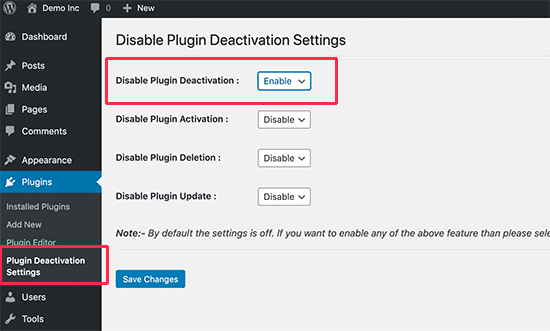 Demo Inc 0 + New
Dashboard
Posts
Media
Pages
Comments
Appearance
Plugins
Installed Plugins
Add New
Plugin Editor
Plugin Deactivation
Settings
Users
Tools
Disable Plugin Deactivation Settings
Disable Plugin Deactivation : Enable
Disable Plugin Activation : Disable
Disable Plugin Deletion : Disable
Disable Plugin Update : Disable
Note:- By default the settings is off. If you want to enable any of the above feature than please sele
Save Changes